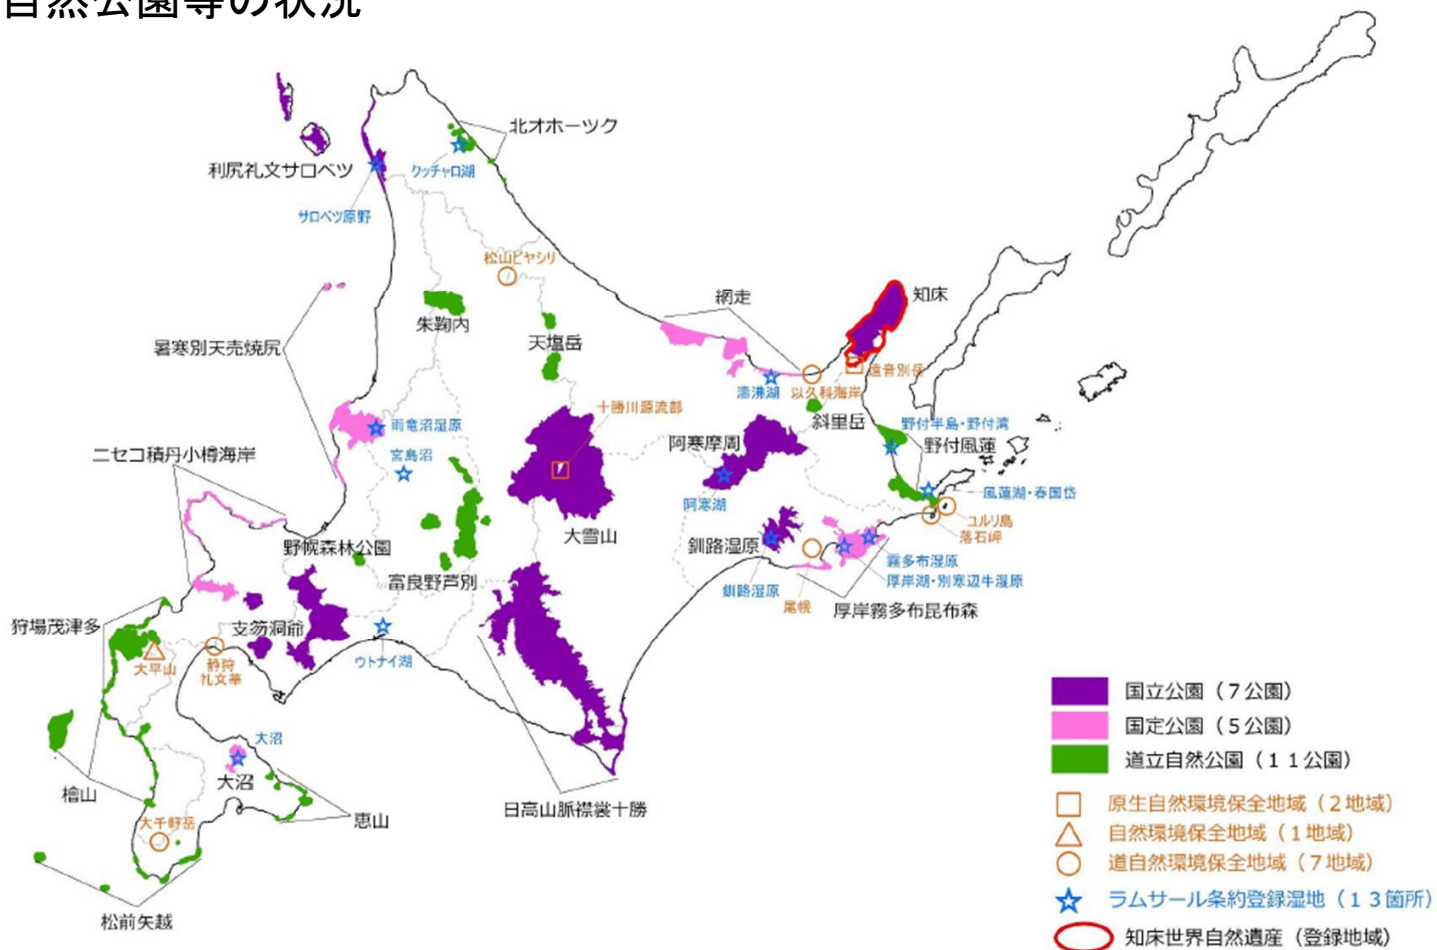 自然公園等の状況
北オホーツク
利尻礼文サロベツ
クッチャロ湖
サロベツ原野
松山ピヤシリ
知床
網走
朱鞠内
天塩岳
暑寒別天売焼尻
遠音別岳
濤沸湖
以久科海岸
十勝川源流部
斜里岳
雨竜沼湿原
野付半島・野付湾
阿寒摩周
野付風蓮
ニセコ積丹小樽海岸
宮島沼
風蓮湖・春国岱
阿寒湖
ユルリ島
落石岬
大雪山
野幌森林公園
釧路湿原
霧多布湿原
厚岸湖・別寒辺牛湿原
富良野芦別
釧路湿原
尾幌
厚岸霧多布昆布森
狩場茂津多
支笏洞爺
大平山
静狩
礼文華
ウトナイ湖
国立公園（７公園）
国定公園（５公園）
大沼
道立自然公園（１１公園）
大沼
檜山
日高山脈襟裳十勝
原生自然環境保全地域（２地域）
恵山
大千軒岳
自然環境保全地域（１地域）
道自然環境保全地域（７地域）
ラムサール条約登録湿地（１３箇所）
松前矢越
知床世界自然遺産（登録地域）